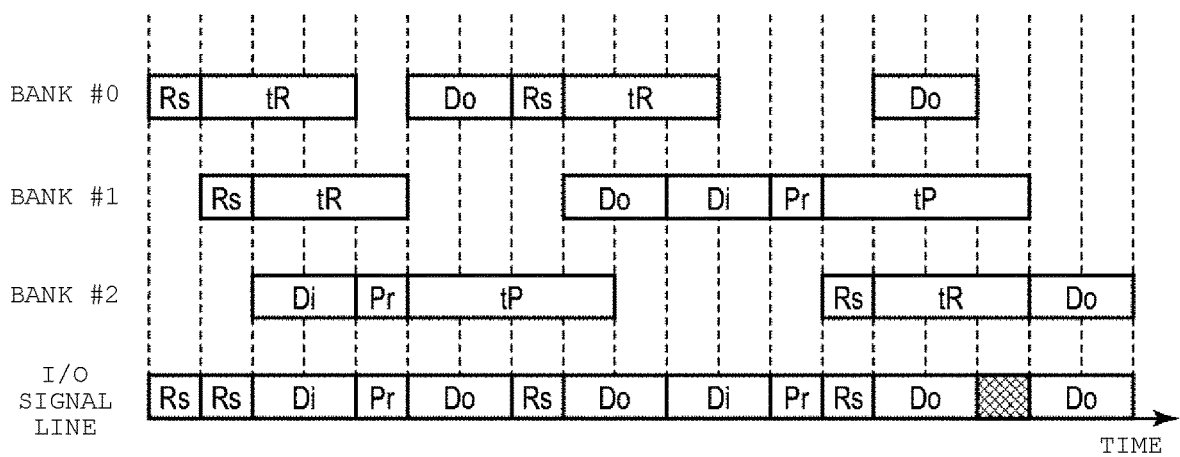 BANK #0 Rs tR Do Rs tR Do
BANK #1 Rs tR Do Di Pr tP
BANK #2 Di Pr tP Rs tR Do
I/O
SIGNAL
LINE
Rs Rs Di Pr Do Rs Do Di Pr Rs Do Do
TIME